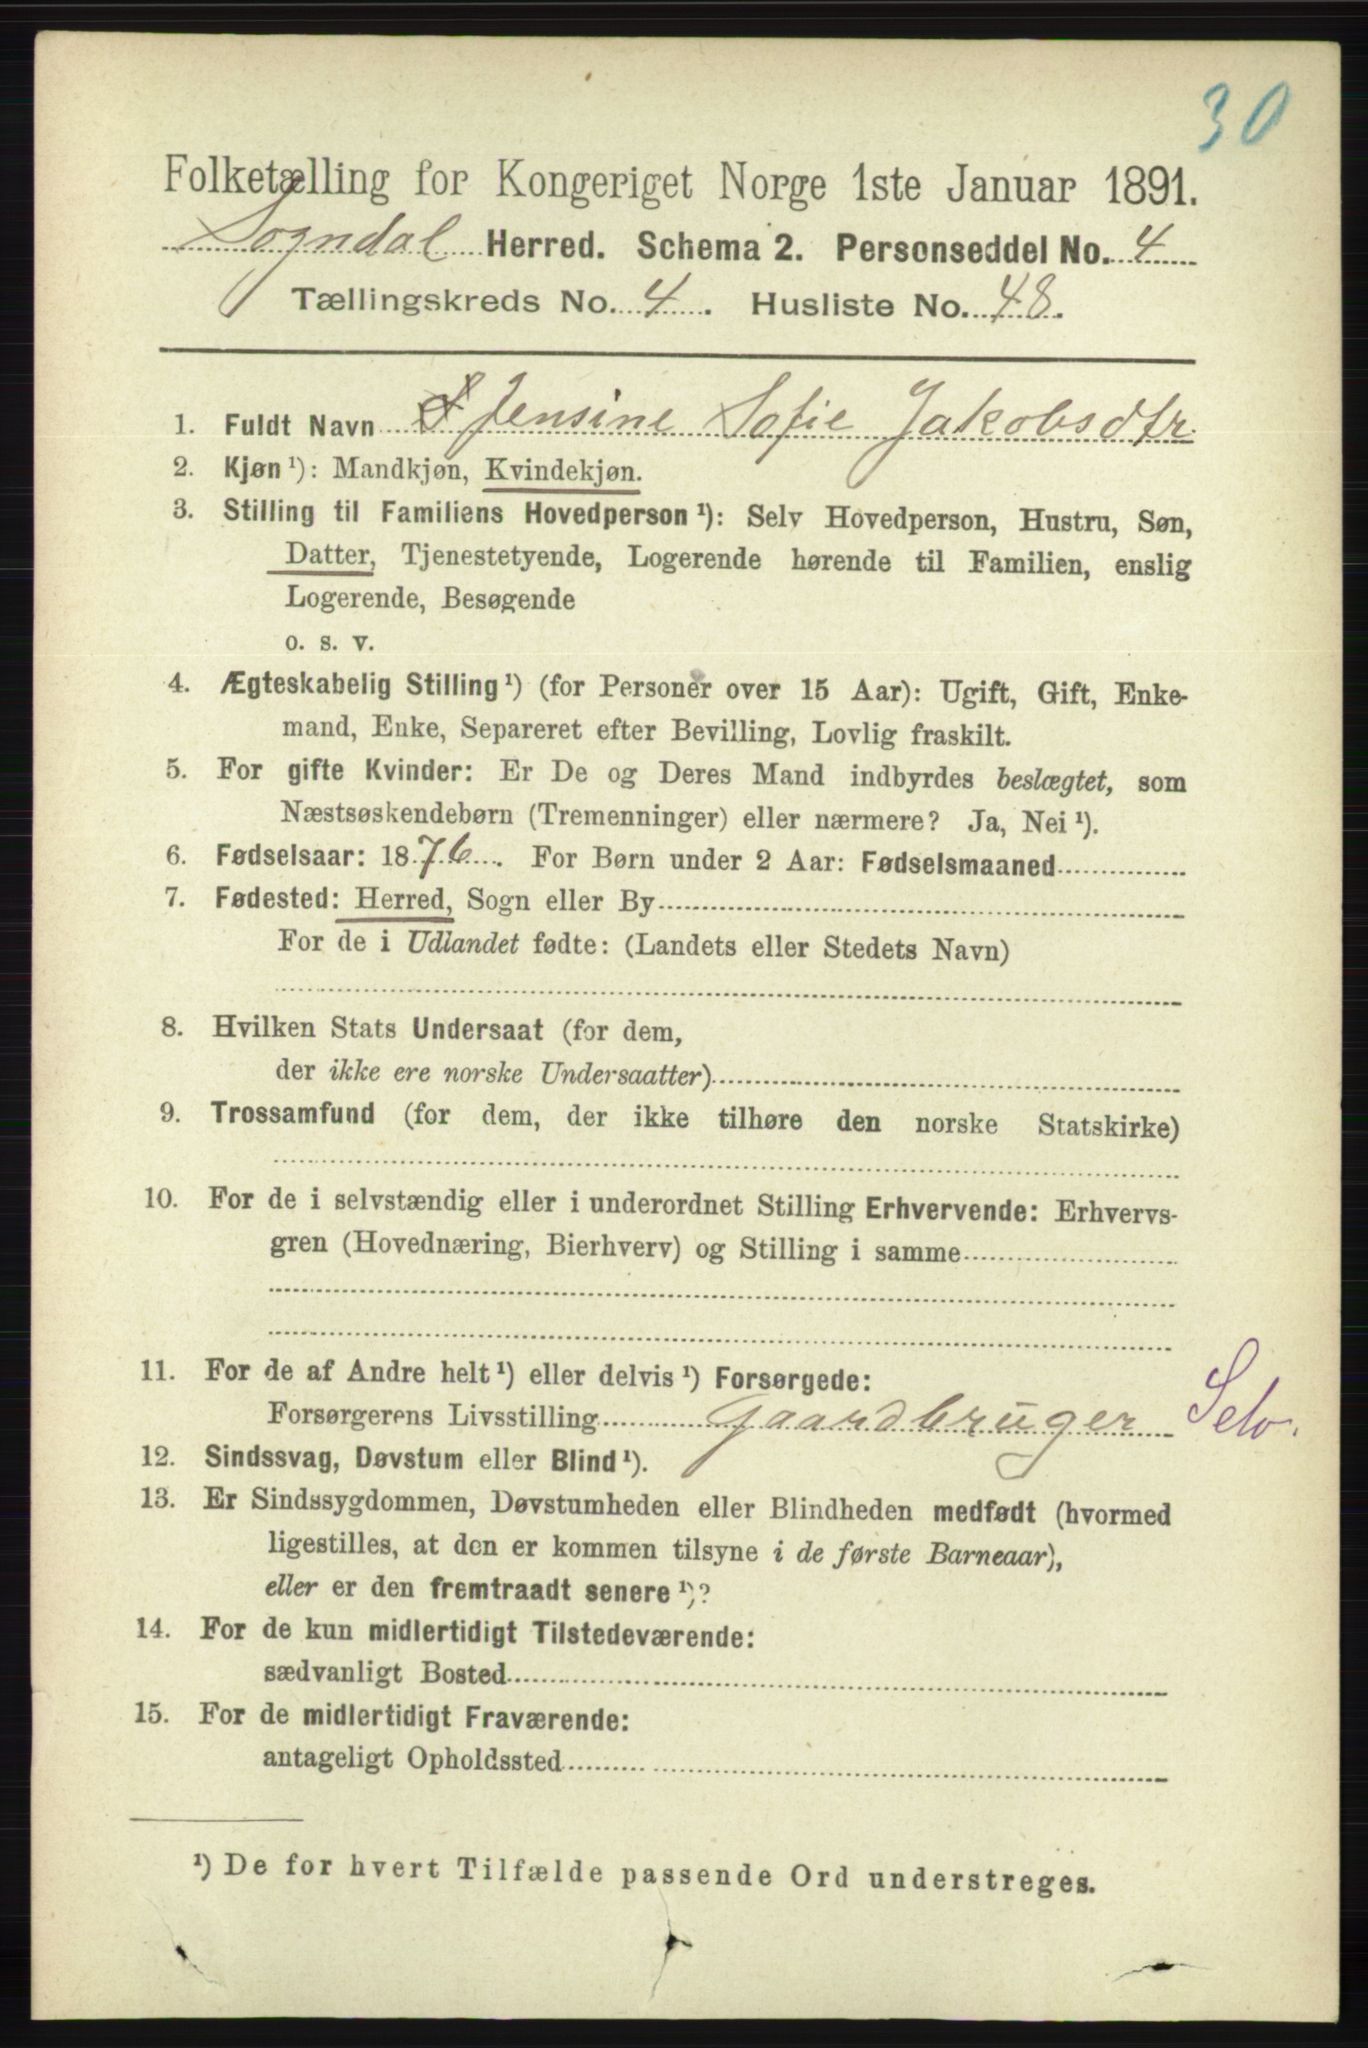 30
Folketælling for Kongeriget Norge 1ste Januar 1891.
Sogndal Herred. Schema 2. Personseddel No. 4
Tællingskreds No. 4. Husliste No. 48.
1. Fuldt Navn Jensine Sofie Jakobsdtr.
2. Kjøn ¹): Mandkjøn, Kvindekjøn.
3. Stilling til Familiens Hovedperson ¹): Selv Hovedperson, Hustru, Søn,
Datter, Tjenestetyende, Logerende hørende til Familien, enslig
Logerende, Besøgende
o. s. v.
4. Ægteskabelig Stilling ¹) (for Personer over 15 Aar): Ugift, Gift, Enke-
mand, Enke, Separeret efter Bevilling, Lovlig fraskilt.
5. For gifte Kvinder: Er De og Deres Mand indbyrdes beslægtet, som
Næstsøskendebørn (Tremenninger) eller nærmere? Ja, Nei ¹).
6. Fødselsaar: 1876. For Børn under 2 Aar: Fødselsmaaned
7. Fødested: Herred, Sogn eller By
For de i Udlandet fødte: (Landets eller Stedets Navn)
8. Hvilken Stats Undersaat (for dem,
der ikke ere norske Undersaatter)
9. Trossamfund (for dem, der ikke tilhøre den norske Statskirke)
10. For de i selvstændig eller i underordnet Stilling Erhvervende: Erhvervs-
gren (Hovednæring, Bierhverv) og Stilling i samme
11. For de af Andre helt ¹) eller delvis ¹) Forsørgede:
Forsørgerens Livsstilling Gaardbruger Selv.
12. Sindssvag, Døvstum eller Blind ¹).
13. Er Sindssygdommen, Døvstumheden eller Blindheden medfødt (hvormed
ligestilles, at den er kommen tilsyne i de første Barneaar),
eller er den fremtraadt senere ¹)?
14. For de kun midlertidigt Tilstedeværende:
sædvanligt Bosted
15. For de midlertidigt Fraværende:
antageligt Opholdssted
¹) De for hvert Tilfælde passende Ord understreges.